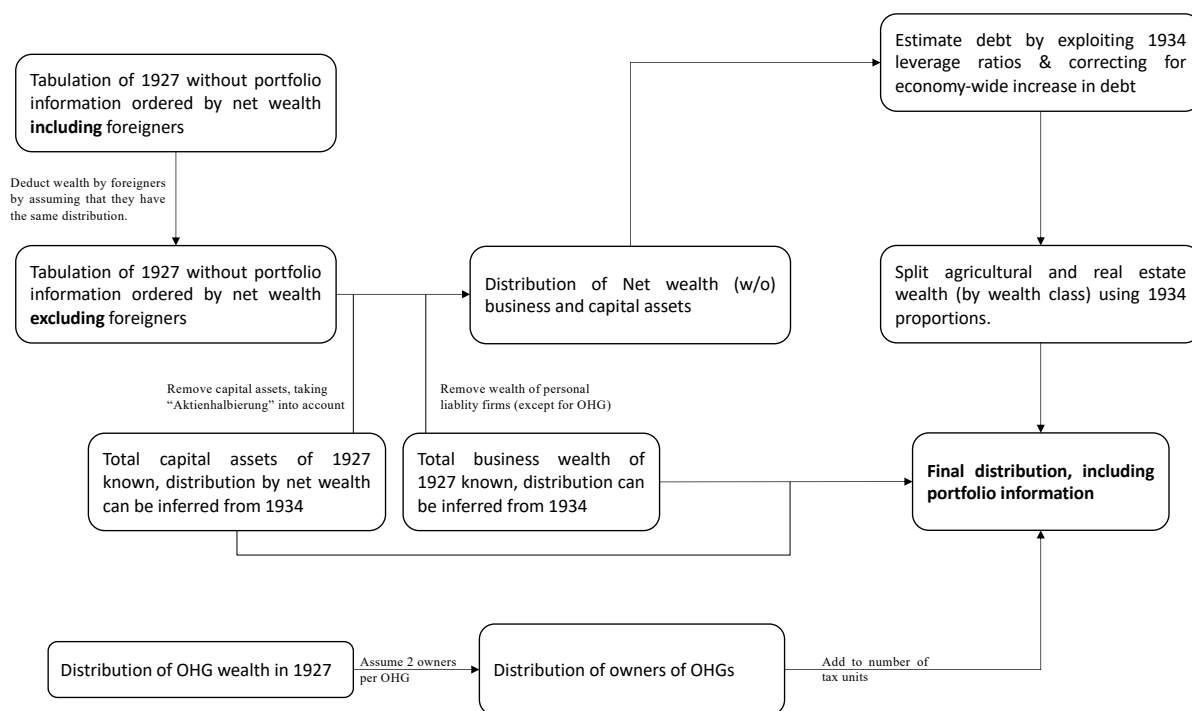 Tabulation of 1927 without portfolio
information ordered by net wealth
including foreigners
Estimate debt by exploiting 1934
leverage ratios & correcting for
economy-wide increase in debt
Deduct wealth by foreigners
by assuming that they have
the same distribution.
Tabulation of 1927 without portfolio
information ordered by net wealth
excluding foreigners
Distribution of Net wealth (w/o)
business and capital assets
Split agricultural and real estate
wealth (by wealth class) using 1934
proportions.
Remove capital assets, taking
“Aktienhalbierung” into account
Remove wealth of personal
liablity firms (except for OHG)
Total capital assets of 1927
known, distribution by net wealth
can be inferred from 1934
Total business wealth of
1927 known, distribution can
be inferred from 1934
Final distribution, including
portfolio information
Distribution of OHG wealth in 1927
Assume 2 owners
per OHG
Distribution of owners of OHGs
Add to number of
tax units